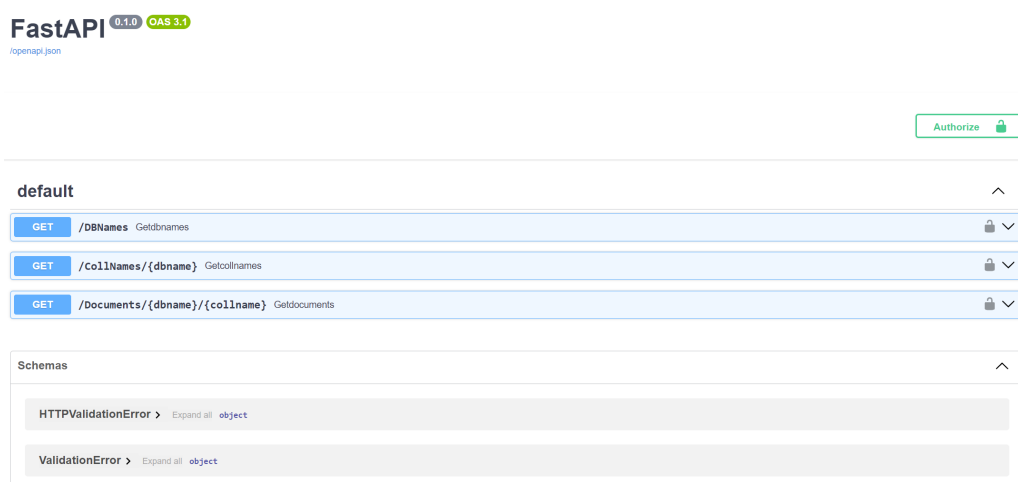 FastAPI 0.1.0 OAS 3.1
/openapi.json
Authorize
default
GET /DBNames Getdbnames
GET /CollNames/{dbname} Getcollnames
GET /Documents/{dbname}/{collname} Getdocuments
Schemas
HTTPValidationError Expand all object
ValidationError Expand all object